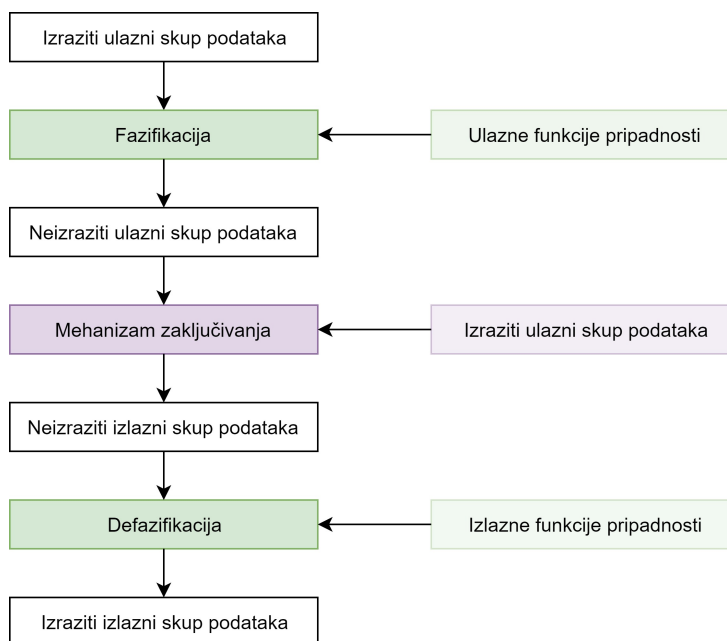 Izraziti ulazni skup podataka
Fazifikacija
Ulazne funkcije pripadnosti
Neizraziti ulazni skup podataka
Mehanizam zaključivanja
Izraziti ulazni skup podataka
Neizraziti izlazni skup podataka
Defazifikacija
Izlazne funkcije pripadnosti
Izraziti izlazni skup podataka